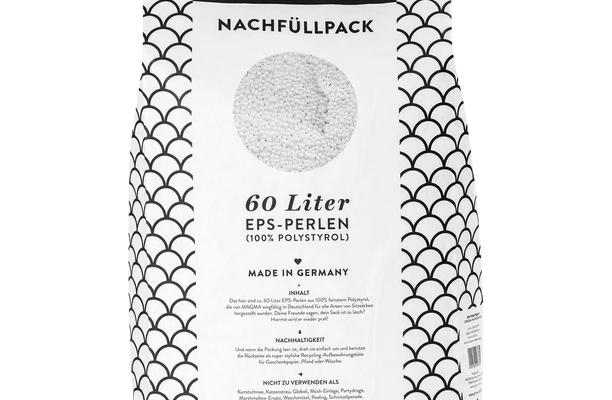 NACHFÜLLPACK
60 Liter
EPS-PERLEN
(100% POLYSTYROL)
MADE IN GERMANY
INHALT
Das hier sind ca. 60 Liter EPS-Perlen aus 100% feinstem Polystyrol,
die von MAGMA sorgfältig in Deutschland für alle Arten von Sitzsäcken
hergestellt wurden. Deine Freunde sagen, dein Sack ist zu lasch?
Hiermit wird er wieder prall!
NACHHALTIGKEIT
Und wenn die Packung leer ist, dreh sie einfach um und benutze
die Rückseite als super stylishe Recycling-Aufbewahrungstüte
für Geschenkpapier, Pfand oder Wäsche.
NICHT ZU VERWENDEN ALS
Kunstschnee, Katzenstreu, Globoli, Müsli-Einlage, Partydrage,
Marshmallow-Ersatz, Waschmittel, Peeling, Schnitzelpanade.